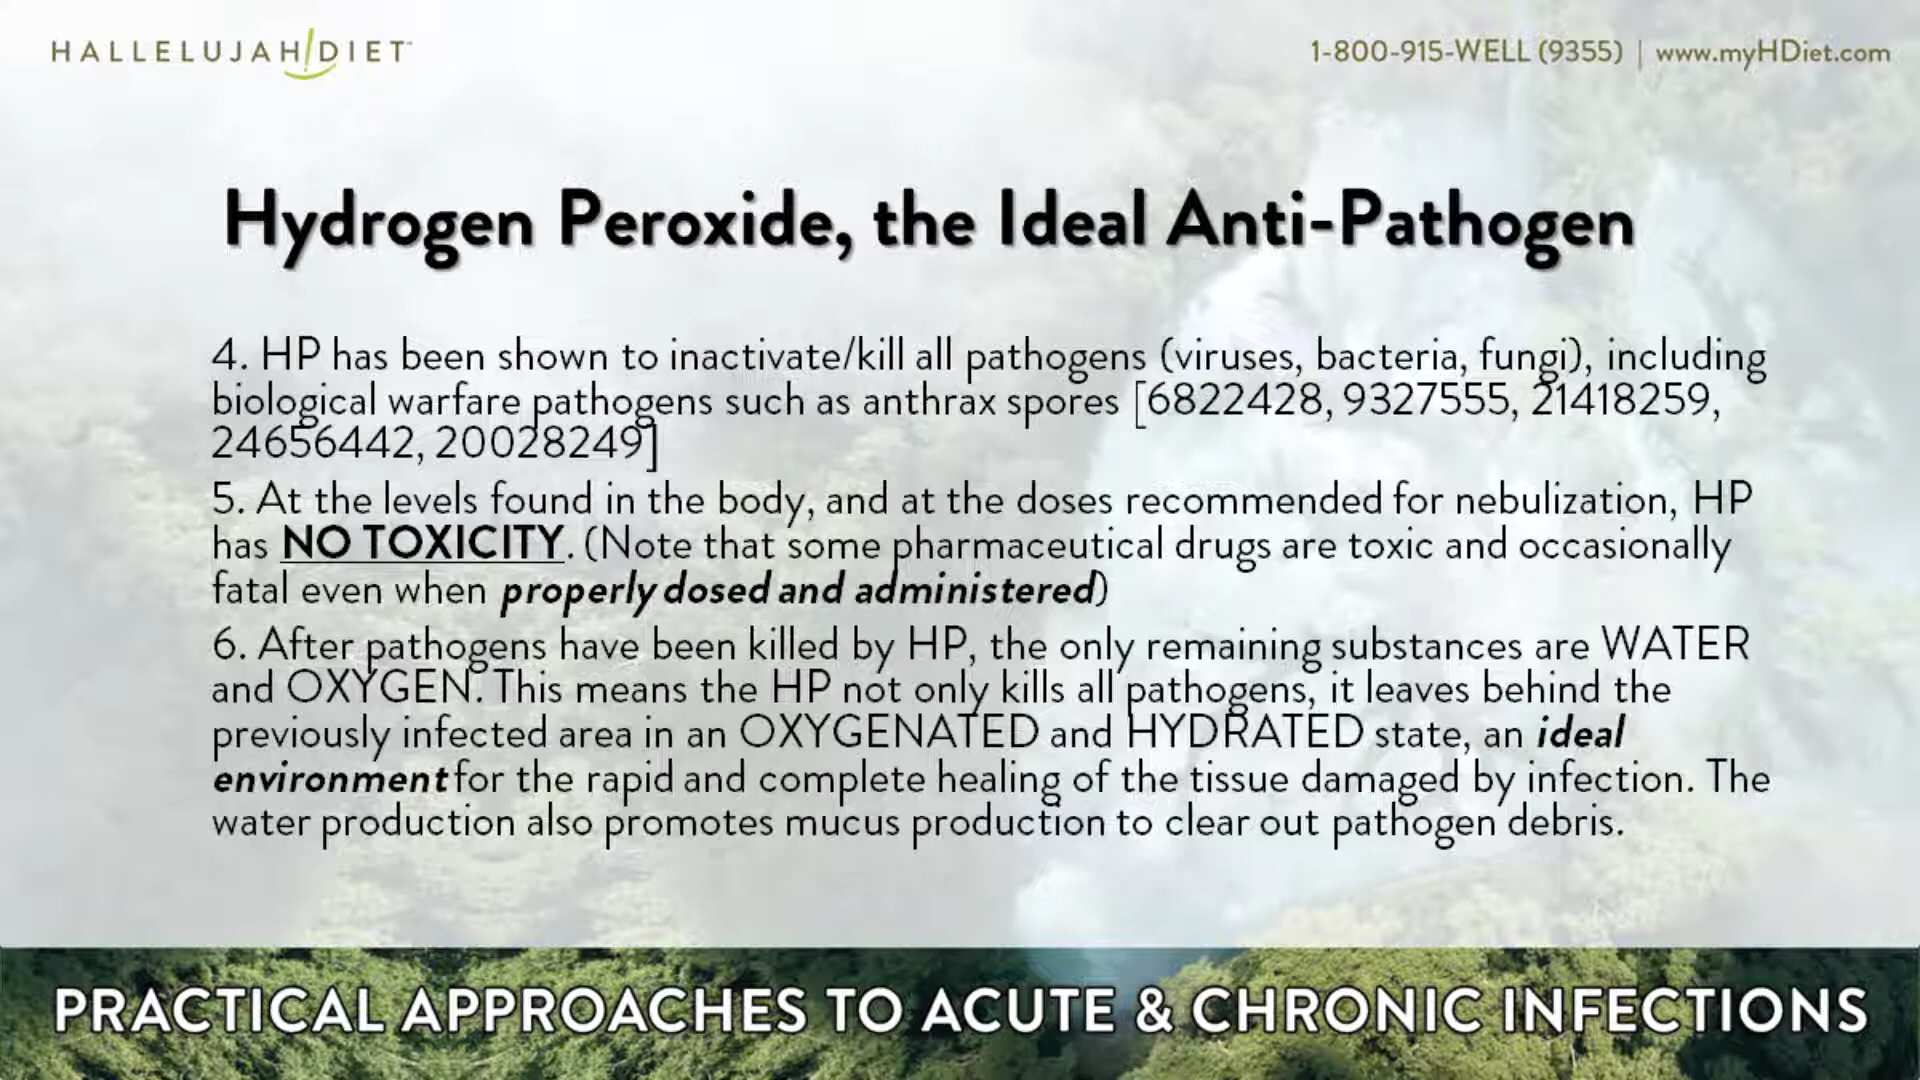 HALLELUJAH DIET
1-800-915-WELL (9355) | www.myHDiet.com
Hydrogen Peroxide, the Ideal Anti-Pathogen
4. HP has been shown to inactivate/kill all pathogens (viruses, bacteria, fungi), including
biological warfare pathogens such as anthrax spores [6822428, 9327555, 21418259,
24656442, 20028249]
5. At the levels found in the body, and at the doses recommended for nebulization, HP
has NO TOXICITY. (Note that some pharmaceutical drugs are toxic and occasionally
fatal even when properly dosed and administered)
6. After pathogens have been killed by HP, the only remaining substances are WATER
and OXYGEN. This means the HP not only kills all pathogens, it leaves behind the
previously infected area in an OXYGENATED and HYDRATED state, an ideal
environment for the rapid and complete healing of the tissue damaged by infection. The
water production also promotes mucus production to clear out pathogen debris.
PRACTICAL APPROACHES TO ACUTE & CHRONIC INFECTIONS